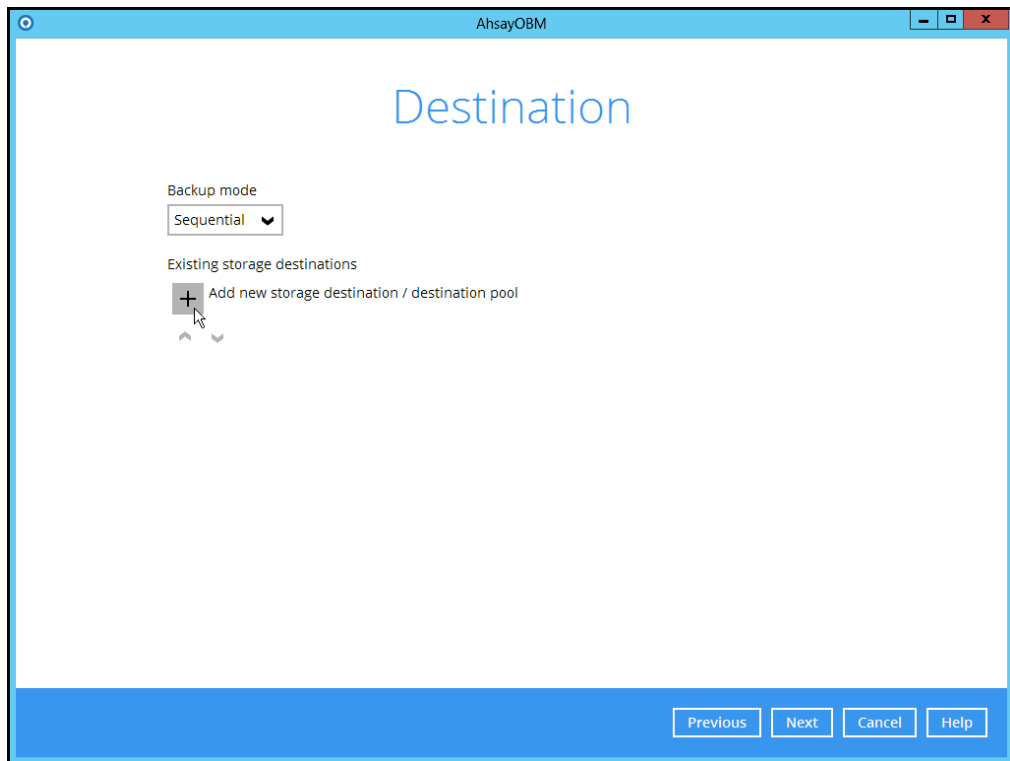 AhsayOBM
Destination
Backup mode
Sequential
Existing storage destinations
Add new storage destination / destination pool
Previous Next Cancel Help